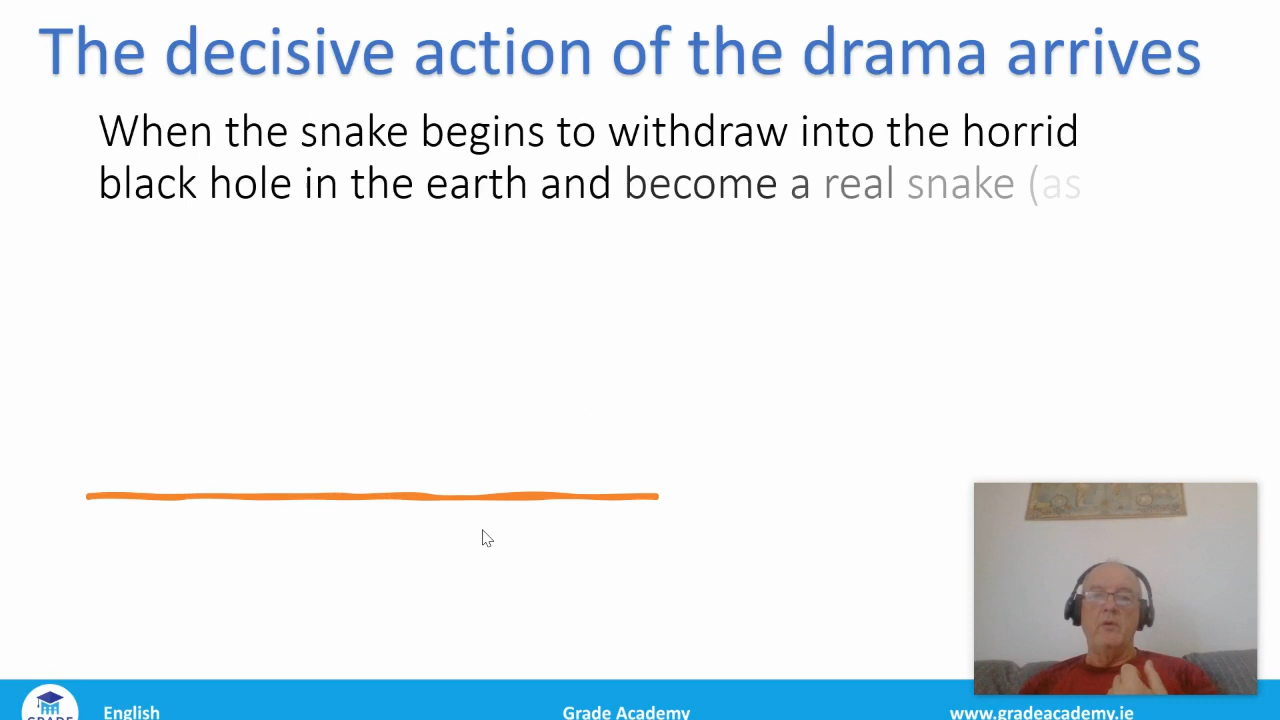 The decisive action of the drama arrives
When the snake begins to withdraw into the horrid
black hole in the earth and become a real snake (as
GRADE
English
Grade Academy
www.gradeacademy.ie